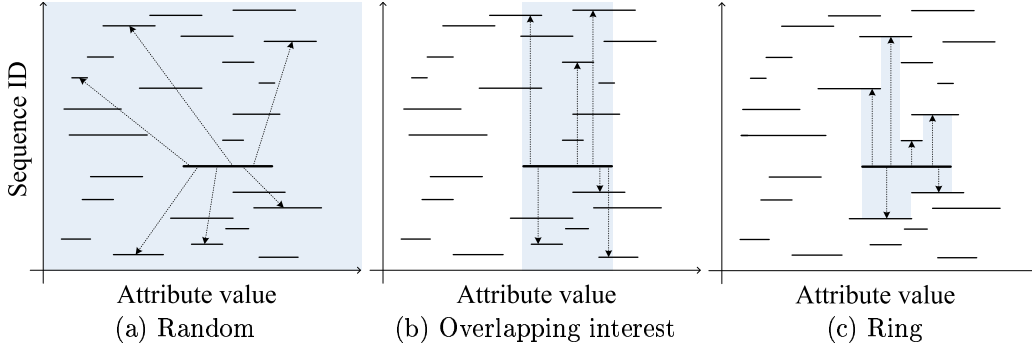 Sequence ID
Attribute value
Attribute value
Attribute value
(a) Random
(b) Overlapping interest
(c) Ring